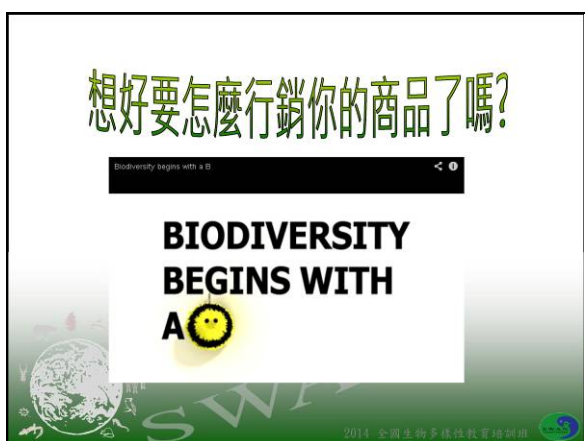 想好要怎麼行銷你的商品了嗎?
Biodiversity begins with a B
BIODIVERSITY
BEGINS WITH
A
SWAN
2014 全國生物多樣性教育培訓班